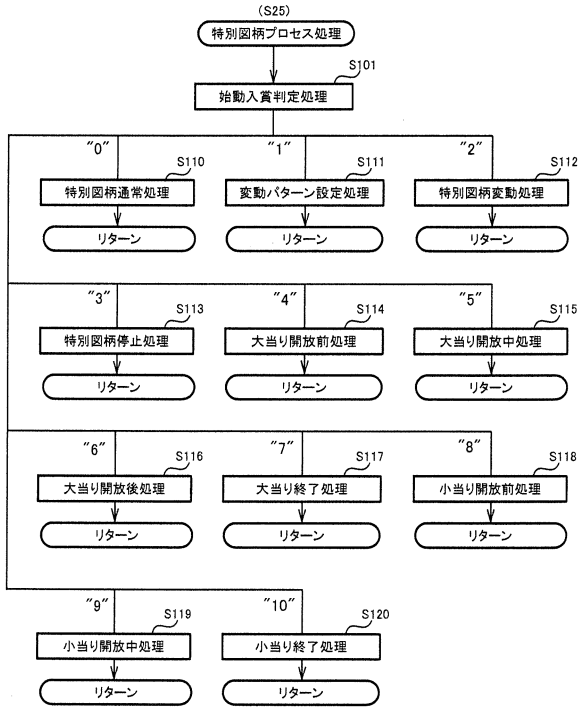 (S25)
特別図柄プロセス処理
S101
始動入賞判定処理
"0"
"1"
"2"
S110
S111
S112
特別図柄通常処理
変動パターン設定処理
特別図柄変動処理
リターン
リターン
リターン
"3"
"4"
"5"
S113
S114
S115
特別図柄停止処理
大当り開放前処理
大当り開放中処理
リターン
リターン
リターン
"6"
"7"
"8"
S116
S117
S118
大当り開放後処理
大当り終了処理
小当り開放前処理
リターン
リターン
リターン
"9"
"10"
S119
S120
小当り開放中処理
小当り終了処理
リターン
リターン